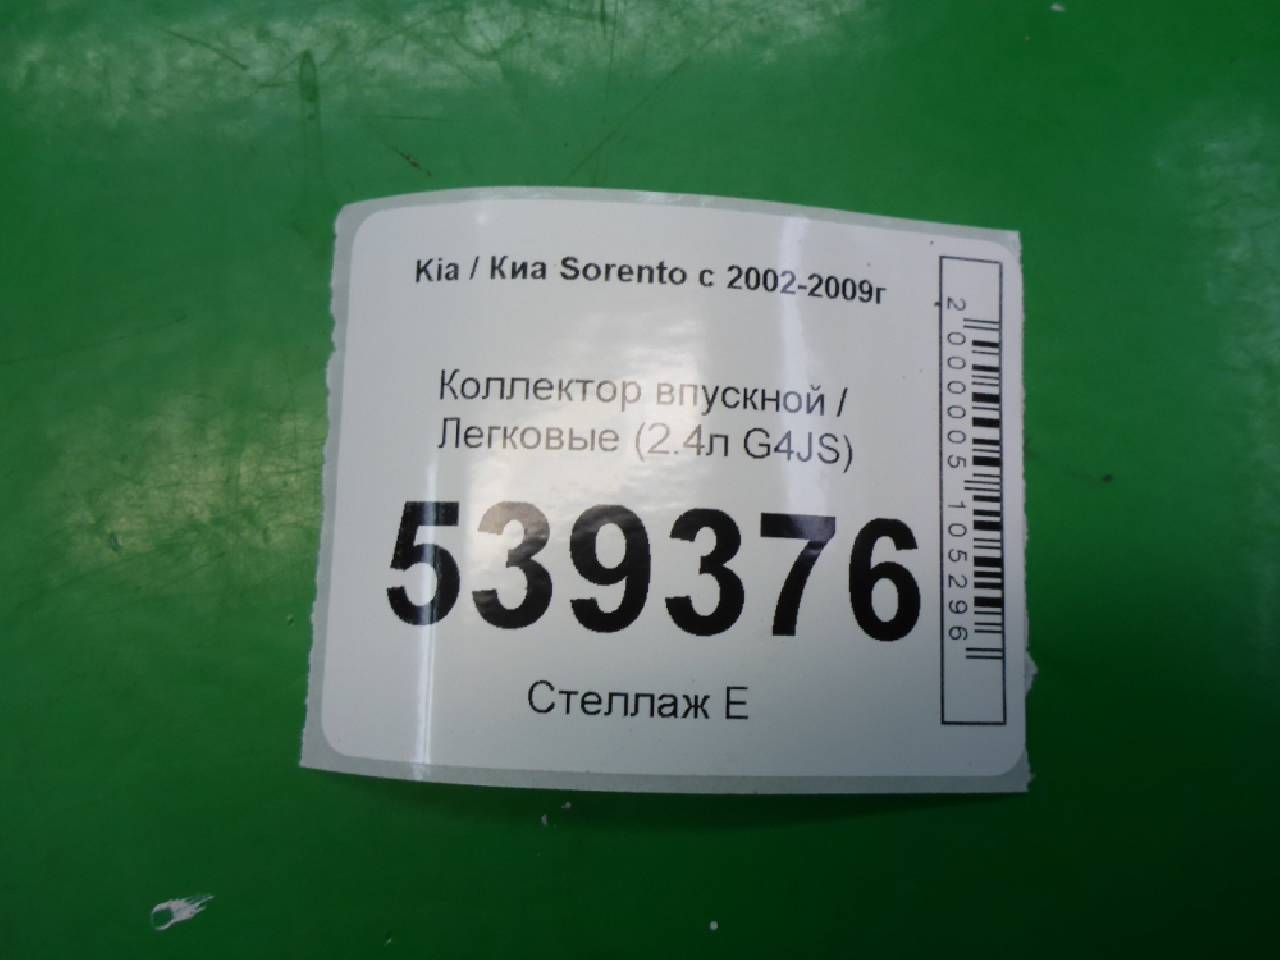 Kia / Киа Sorento с 2002-2009г
Коллектор впускной /
Легковые (2.4л G4JS)
539376
Стеллаж Е
2000005105296